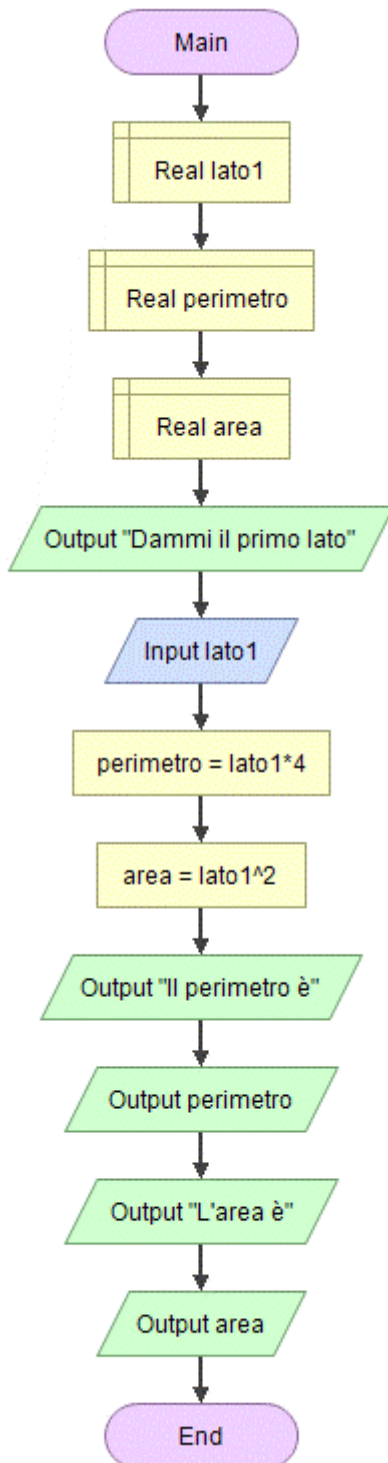 Main
Real lato1
Real perimetro
Real area
Output "Dammi il primo lato"
Input lato1
perimetro = lato1*4
area = lato1^2
Output "Il perimetro è"
Output perimetro
Output "L'area è"
Output area
End